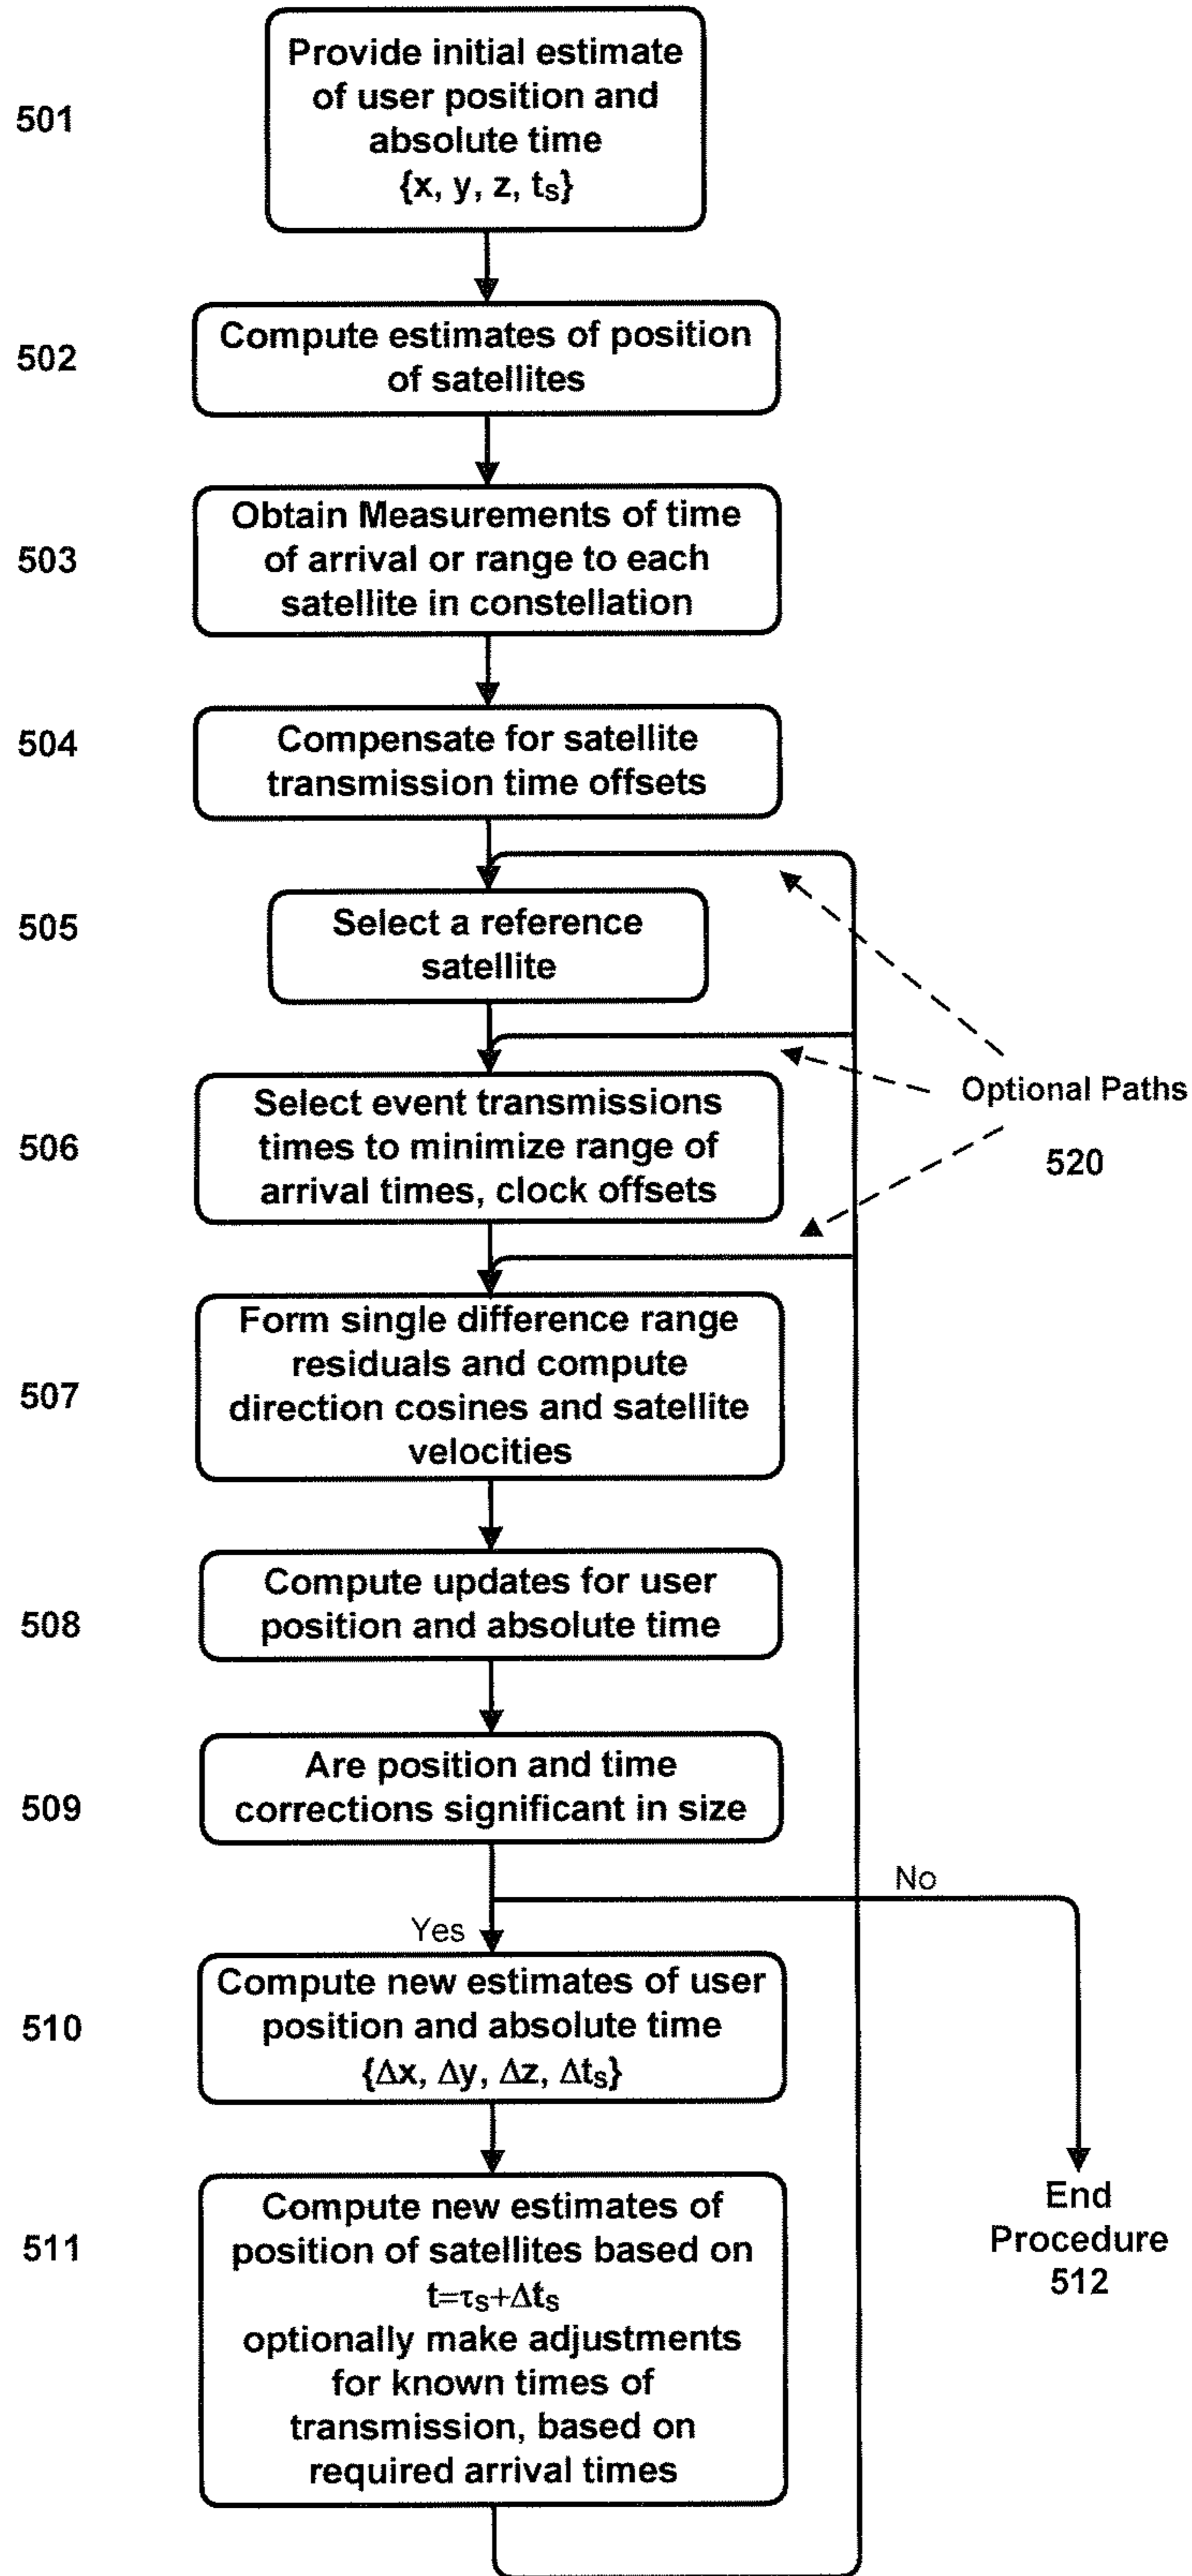 501
Provide initial estimate
of user position and
absolute time
{x, y, z, tS}
502
Compute estimates of position
of satellites
503
Obtain Measurements of time
of arrival or range to each
satellite in constellation
504
Compensate for satellite
transmission time offsets
505
Select a reference
satellite
506
Select event transmissions
times to minimize range of
arrival times, clock offsets
Optional Paths
520
507
Form single difference range
residuals and compute
direction cosines and satellite
velocities
508
Compute updates for user
position and absolute time
509
Are position and time
corrections significant in size
No
Yes
510
Compute new estimates of user
position and absolute time
{Δx, Δy, Δz, ΔtS}
511
Compute new estimates of
position of satellites based on
t=τS+ΔtS
optionally make adjustments
for known times of
transmission, based on
required arrival times
End
Procedure
512